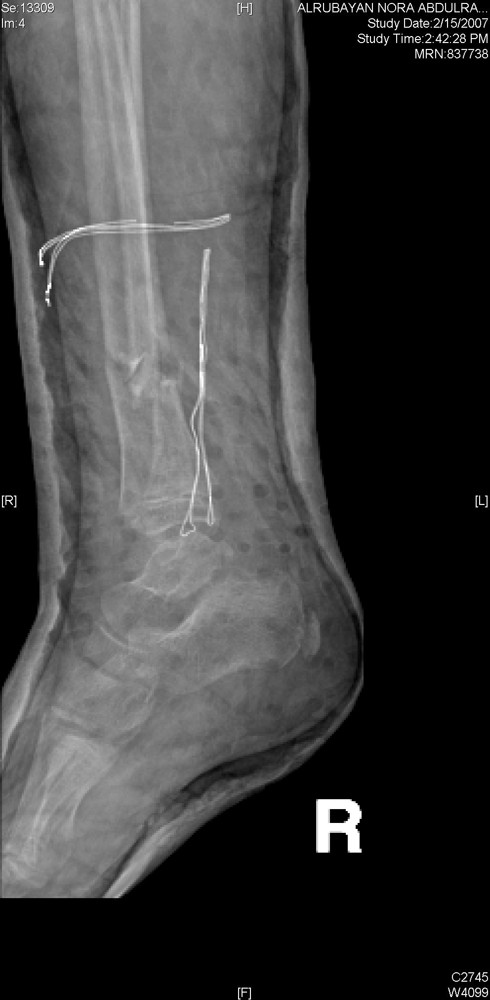 Se:13309
Im:4
[H]
ALRUBAYAN NORA ABDULRA...
Study Date:2/15/2007
Study Time:2:42:28 PM
MRN:837738
[R]
[L]
R
C2745
W4099
[F]